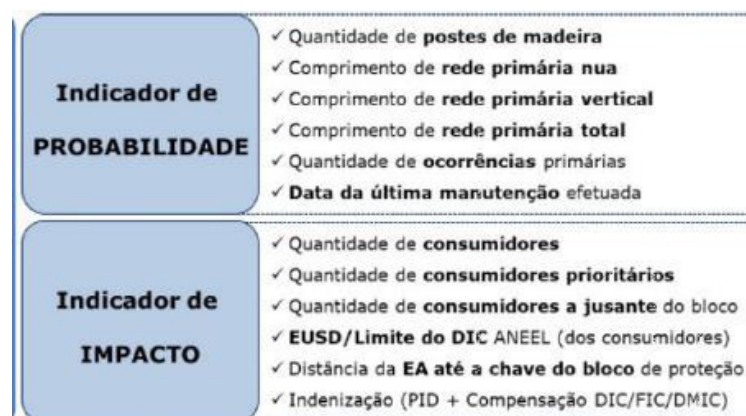 Indicador de
PROBABILIDADE
✓ Quantidade de postes de madeira
✓ Comprimento de rede primária nua
✓ Comprimento de rede primária vertical
✓ Comprimento de rede primária total
✓ Quantidade de ocorrências primárias
✓ Data da última manutenção efetuada
Indicador de
IMPACTO
✓ Quantidade de consumidores
✓ Quantidade de consumidores prioritários
✓ Quantidade de consumidores a jusante do bloco
✓ EUSD/Limite do DIC ANEEL (dos consumidores)
✓ Distância da EA até a chave do bloco de proteção
✓ Indenização (PID + Compensação DIC/FIC/DMIC)